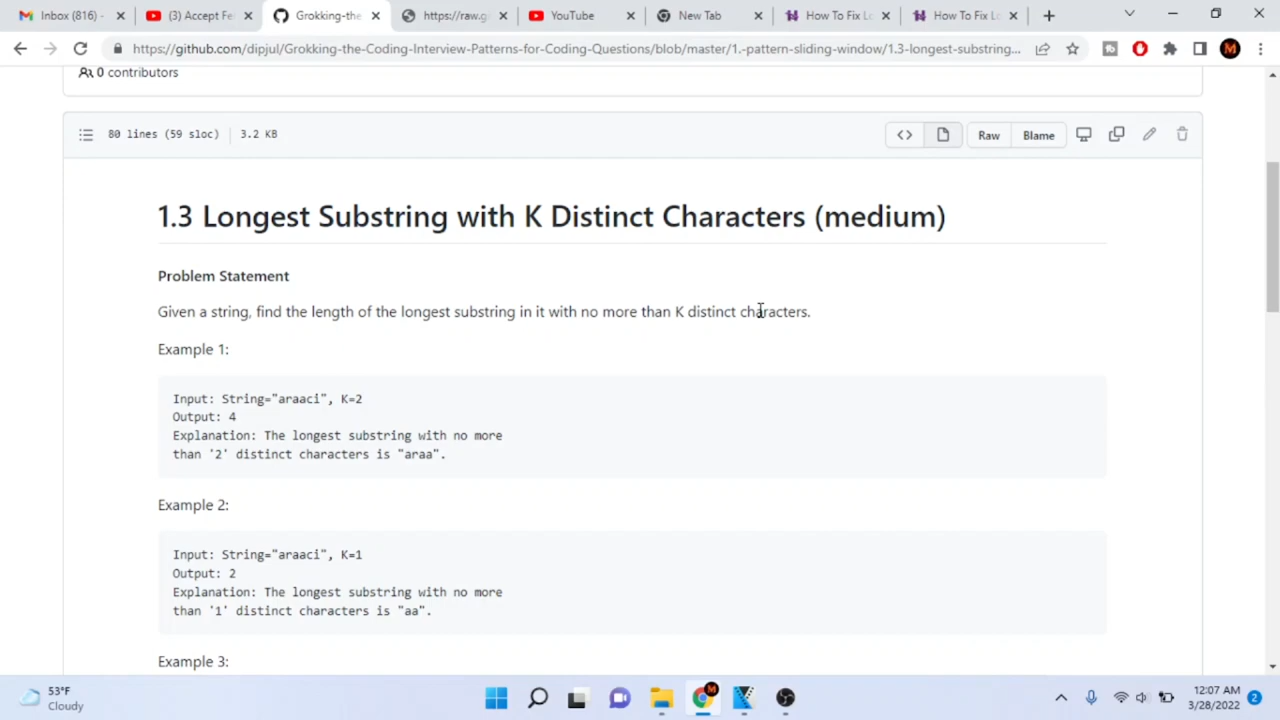 Inbox (816) -
(3) Accept Fe
Grokking-the
https://raw.g
YouTube
New Tab
How To Fix Lo
How To Fix Lo
https://github.com/dipjul/Grokking-the-Coding-Interview-Patterns-for-Coding-Questions/blob/master/1.-pattern-sliding-window/1.3-longest-substring...
M
0 contributors
80 lines (59 sloc) 3.2 KB
Raw Blame
1.3 Longest Substring with K Distinct Characters (medium)
Problem Statement
Given a string, find the length of the longest substring in it with no more than K distinct characters.
Example 1:
Input: String="araaci", K=2
Output: 4
Explanation: The longest substring with no more
than '2' distinct characters is "araa".
Example 2:
Input: String="araaci", K=1
Output: 2
Explanation: The longest substring with no more
than '1' distinct characters is "aa".
Example 3:
53°F
Cloudy
M
12:07 AM
3/28/2022
2